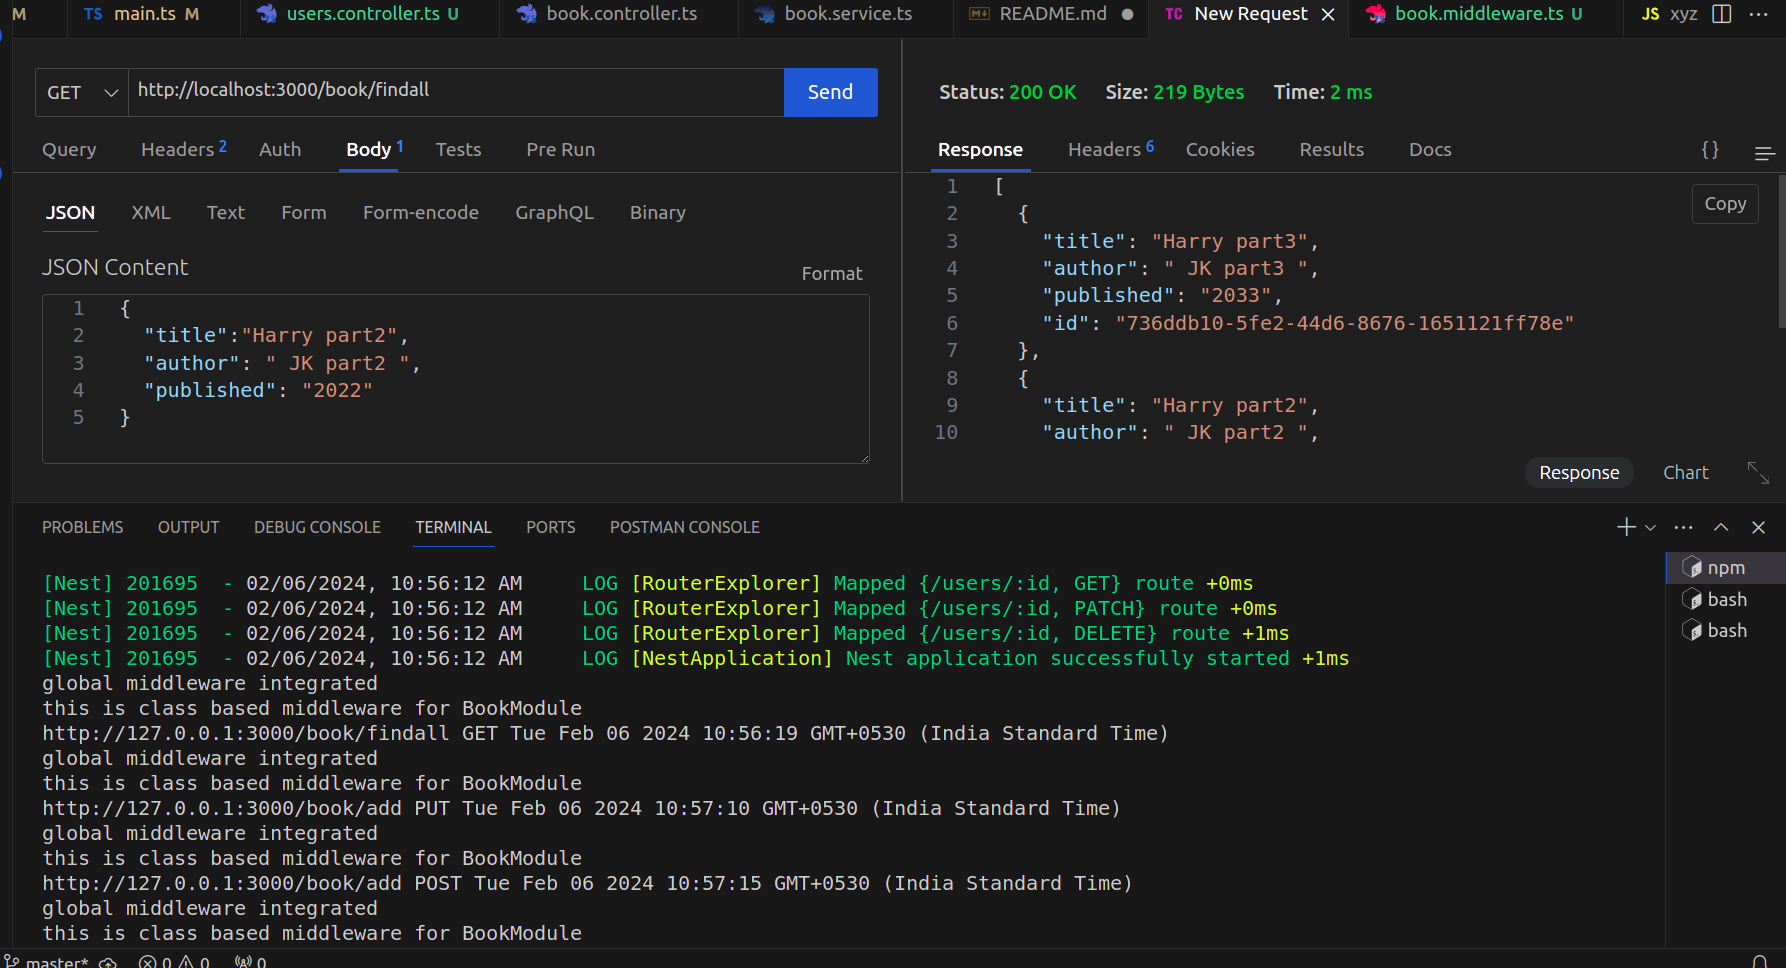 M TS main.ts M users.controller.ts U book.controller.ts book.service.ts README.md TC New Request book.middleware.ts U JS xyz
GET http://localhost:3000/book/findall Send
Query Headers 2 Auth Body 1 Tests Pre Run
JSON XML Text Form Form-encode GraphQL Binary
JSON Content
Format
1 {
2 "title":"Harry part2",
3 "author": " JK part2 ",
4 "published": "2022"
5 }
Status: 200 OK Size: 219 Bytes Time: 2 ms
Response Headers 6 Cookies Results Docs {}
Copy
1 [
2 {
3 "title": "Harry part3",
4 "author": " JK part3 ",
5 "published": "2033",
6 "id": "736ddb10-5fe2-44d6-8676-1651121ff78e"
7 },
8 {
9 "title": "Harry part2",
10 "author": " JK part2 ",
Response Chart
PROBLEMS OUTPUT DEBUG CONSOLE TERMINAL PORTS POSTMAN CONSOLE
[Nest] 201695 - 02/06/2024, 10:56:12 AM LOG [RouterExplorer] Mapped {/users/:id, GET} route +0ms
[Nest] 201695 - 02/06/2024, 10:56:12 AM LOG [RouterExplorer] Mapped {/users/:id, PATCH} route +0ms
[Nest] 201695 - 02/06/2024, 10:56:12 AM LOG [RouterExplorer] Mapped {/users/:id, DELETE} route +1ms
[Nest] 201695 - 02/06/2024, 10:56:12 AM LOG [NestApplication] Nest application successfully started +1ms
global middleware integrated
this is class based middleware for BookModule
http://127.0.0.1:3000/book/findall GET Tue Feb 06 2024 10:56:19 GMT+0530 (India Standard Time)
global middleware integrated
this is class based middleware for BookModule
http://127.0.0.1:3000/book/add PUT Tue Feb 06 2024 10:57:10 GMT+0530 (India Standard Time)
global middleware integrated
this is class based middleware for BookModule
http://127.0.0.1:3000/book/add POST Tue Feb 06 2024 10:57:15 GMT+0530 (India Standard Time)
global middleware integrated
this is class based middleware for BookModule
npm
bash
bash
master* 0 0 0